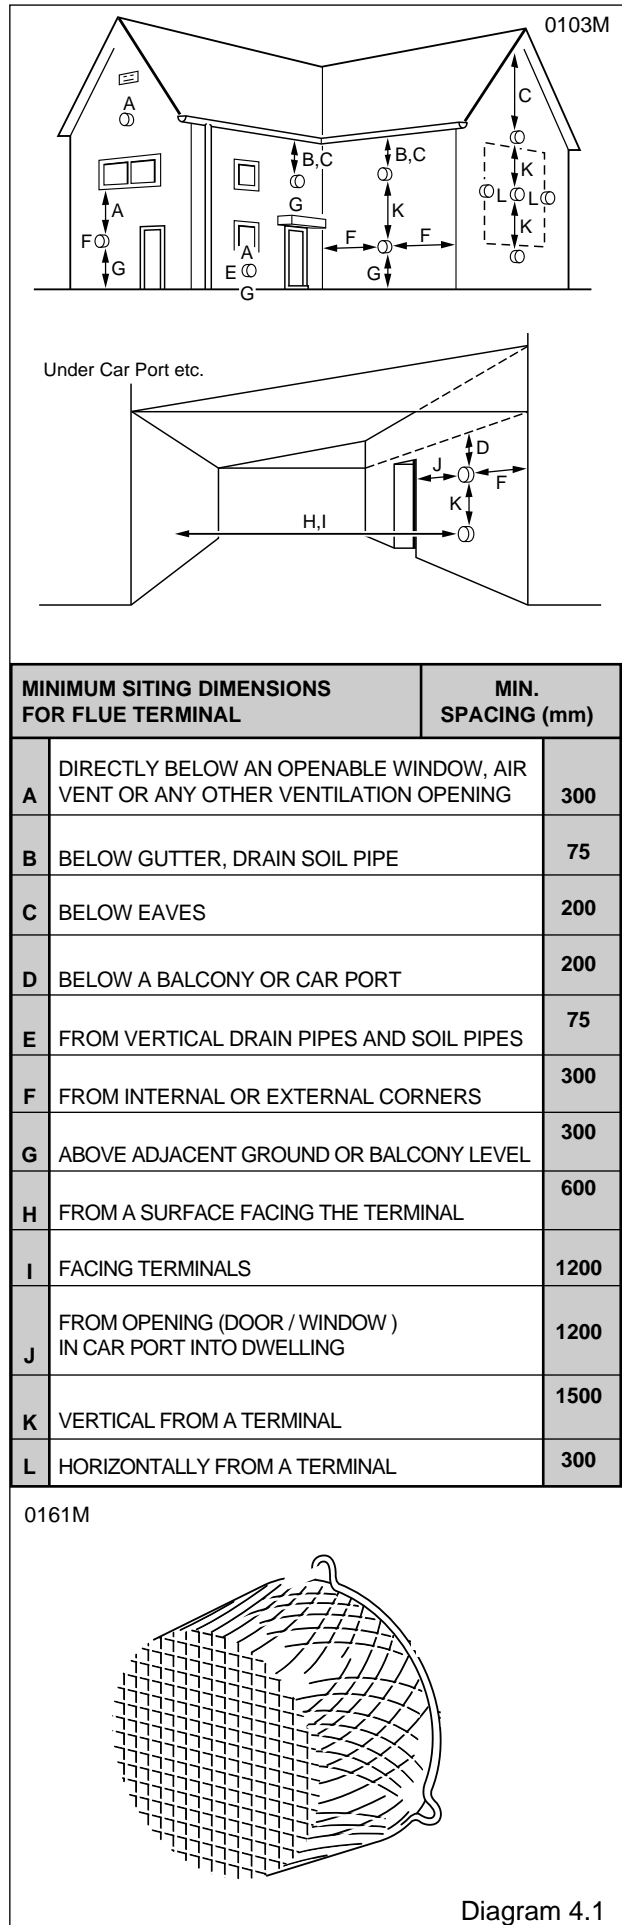 0103M
C
A
B,C
B,C
K
A
G
K
L
L
F
F
F
K
A
E
G
G
G
Under Car Port etc.
D
J
F
K
H,I
MINIMUM SITING DIMENSIONS FOR FLUE TERMINAL
MIN. SPACING (mm)
A DIRECTLY BELOW AN OPENABLE WINDOW, AIR
VENT OR ANY OTHER VENTILATION OPENING 300
B BELOW GUTTER, DRAIN SOIL PIPE 75
C BELOW EAVES 200
D BELOW A BALCONY OR CAR PORT 200
E FROM VERTICAL DRAIN PIPES AND SOIL PIPES 75
F FROM INTERNAL OR EXTERNAL CORNERS 300
G ABOVE ADJACENT GROUND OR BALCONY LEVEL 300
H FROM A SURFACE FACING THE TERMINAL 600
I FACING TERMINALS 1200
J FROM OPENING (DOOR / WINDOW )
IN CAR PORT INTO DWELLING 1200
K VERTICAL FROM A TERMINAL 1500
L HORIZONTALLY FROM A TERMINAL 300
0161M
Diagram 4.1